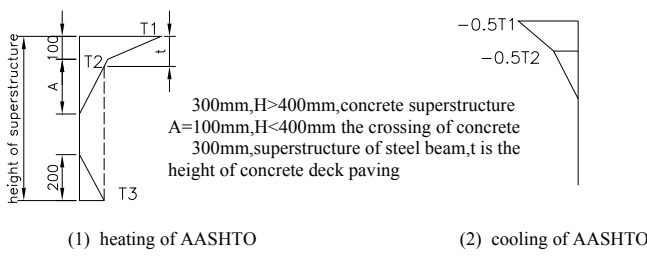 T1
100
T2
t
A
height of superstructure
200
T3
300mm,H>400mm,concrete superstructure
A=100mm,H<400mm the crossing of concrete
300mm,superstructure of steel beam,t is the
height of concrete deck paving
(1) heating of AASHTO
−0.5T1
−0.5T2
(2) cooling of AASHTO